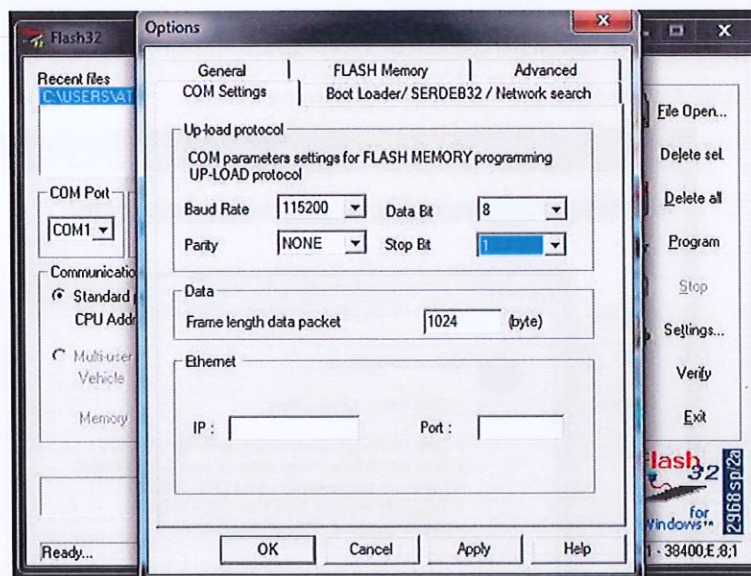 Flash32
Options
Recent files
C:\USERS\AT
General
FLASH Memory
Advanced
COM Settings
Boot Loader/ SERDEB32 / Network search
Up-load protocol
COM parameters settings for FLASH MEMORY programming
UP-LOAD protocol
Baud Rate 115200 Data Bit 8
Parity NONE Stop Bit 1
Data
Frame length data packet 1024 (byte)
Ethernet
IP : Port :
OK Cancel Apply Help
COM Port
COM1
Communicatio
Standard
CPU Addr
Multi-user
Vehicle
Memory
Ready...
File Open...
Delete sel.
Delete all
Program
Stop
Settings...
Verify
Exit
lash
32
for
Windows™
1 - 38400,E,8;1